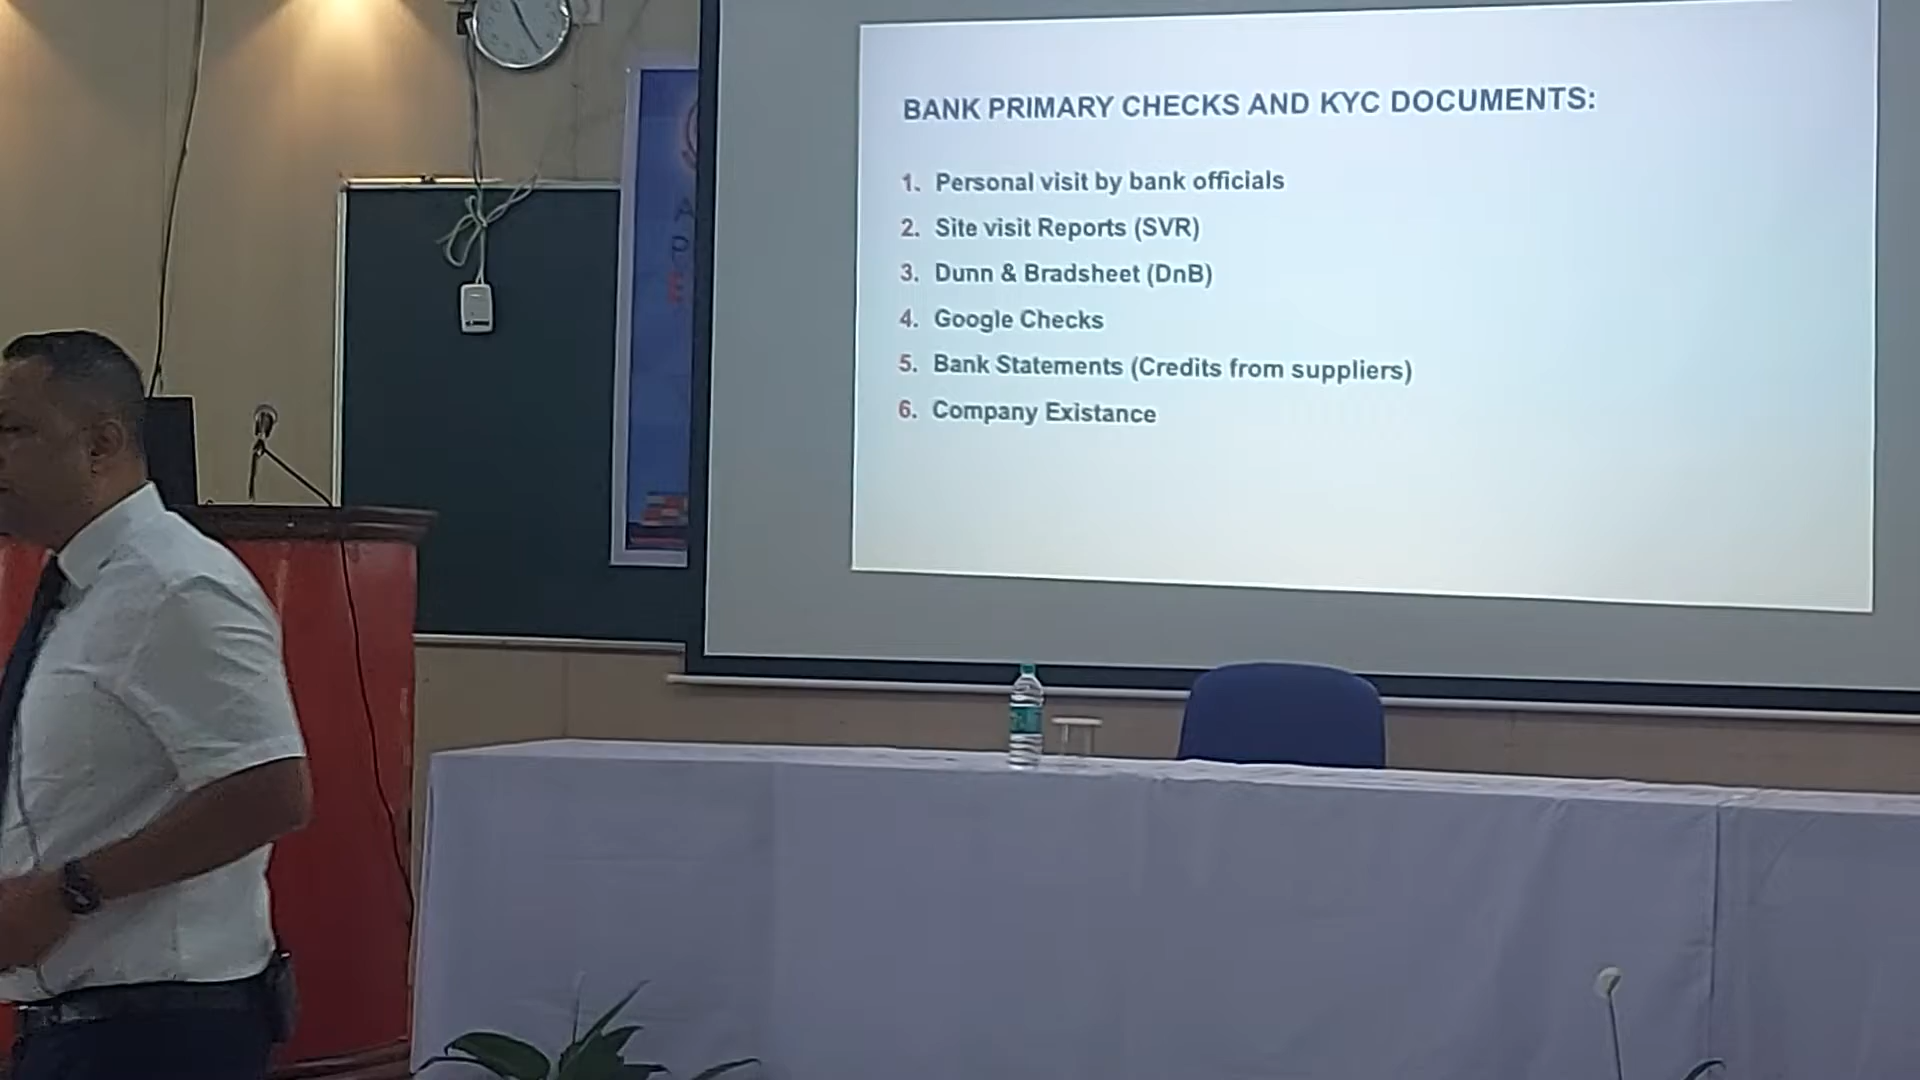 BANK PRIMARY CHECKS AND KYC DOCUMENTS:
1. Personal visit by bank officials
2. Site visit Reports (SVR)
3. Dunn & Bradsheet (DnB)
4. Google Checks
5. Bank Statements (Credits from suppliers)
6. Company Existance